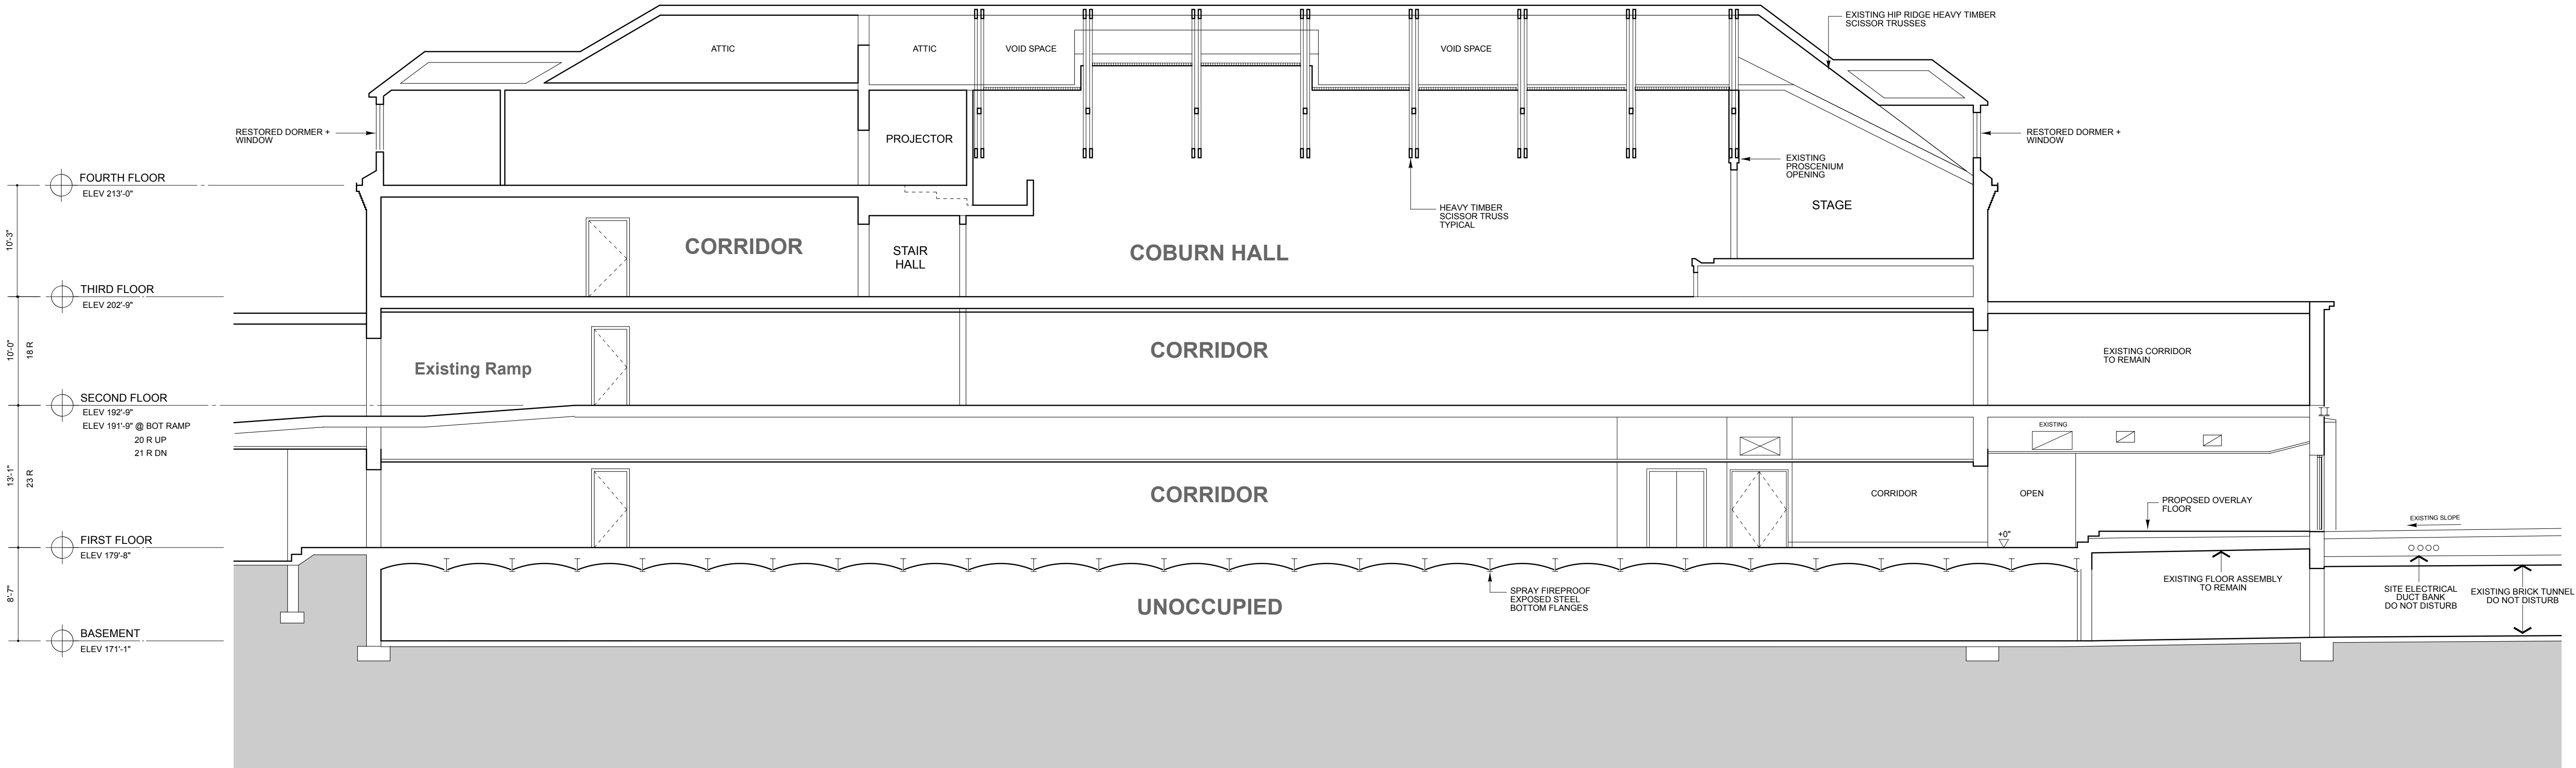 EXISTING HIP RIDGE HEAVY TIMBER
SCISSOR TRUSSES
ATTIC
ATTIC
VOID SPACE
VOID SPACE
RESTORED DORMER +
WINDOW
PROJECTOR
RESTORED DORMER +
WINDOW
EXISTING
PROSCENIUM
OPENING
FOURTH FLOOR
ELEV 213'-0"
HEAVY TIMBER
SCISSOR TRUSS
TYPICAL
STAGE
10'-3"
CORRIDOR
STAIR
HALL
COBURN HALL
THIRD FLOOR
ELEV 202'-9"
10'-0"
18 R
Existing Ramp
CORRIDOR
EXISTING CORRIDOR
TO REMAIN
SECOND FLOOR
ELEV 192'-9"
ELEV 191'-9" @ BOT RAMP
20 R UP
21 R DN
EXISTING
13'-1"
23 R
CORRIDOR
CORRIDOR
OPEN
PROPOSED OVERLAY
FLOOR
EXISTING SLOPE
FIRST FLOOR
ELEV 179'-8"
+0"
8'-7"
SPRAY FIREPROOF
EXPOSED STEEL
BOTTOM FLANGES
UNOCCUPIED
EXISTING FLOOR ASSEMBLY
TO REMAIN
SITE ELECTRICAL
DUCT BANK
DO NOT DISTURB
EXISTING BRICK TUNNEL
DO NOT DISTURB
BASEMENT
ELEV 171'-1"